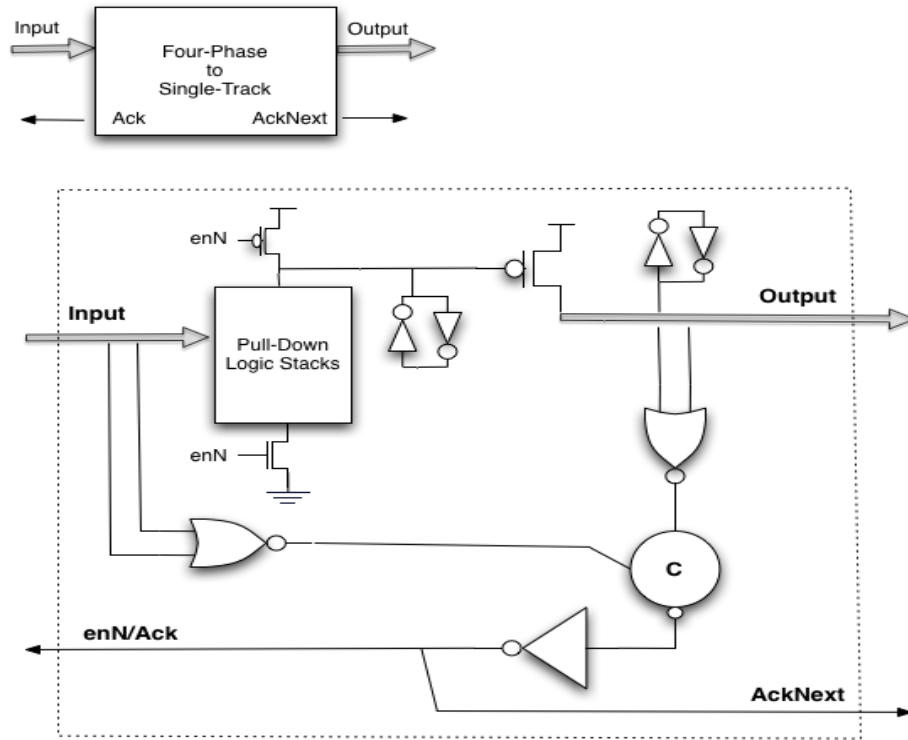 Input
Output
Four-Phase
to
Single-Track
Ack
AckNext
enN
Input
Output
Pull-Down
Logic Stacks
enN
C
enN/Ack
AckNext